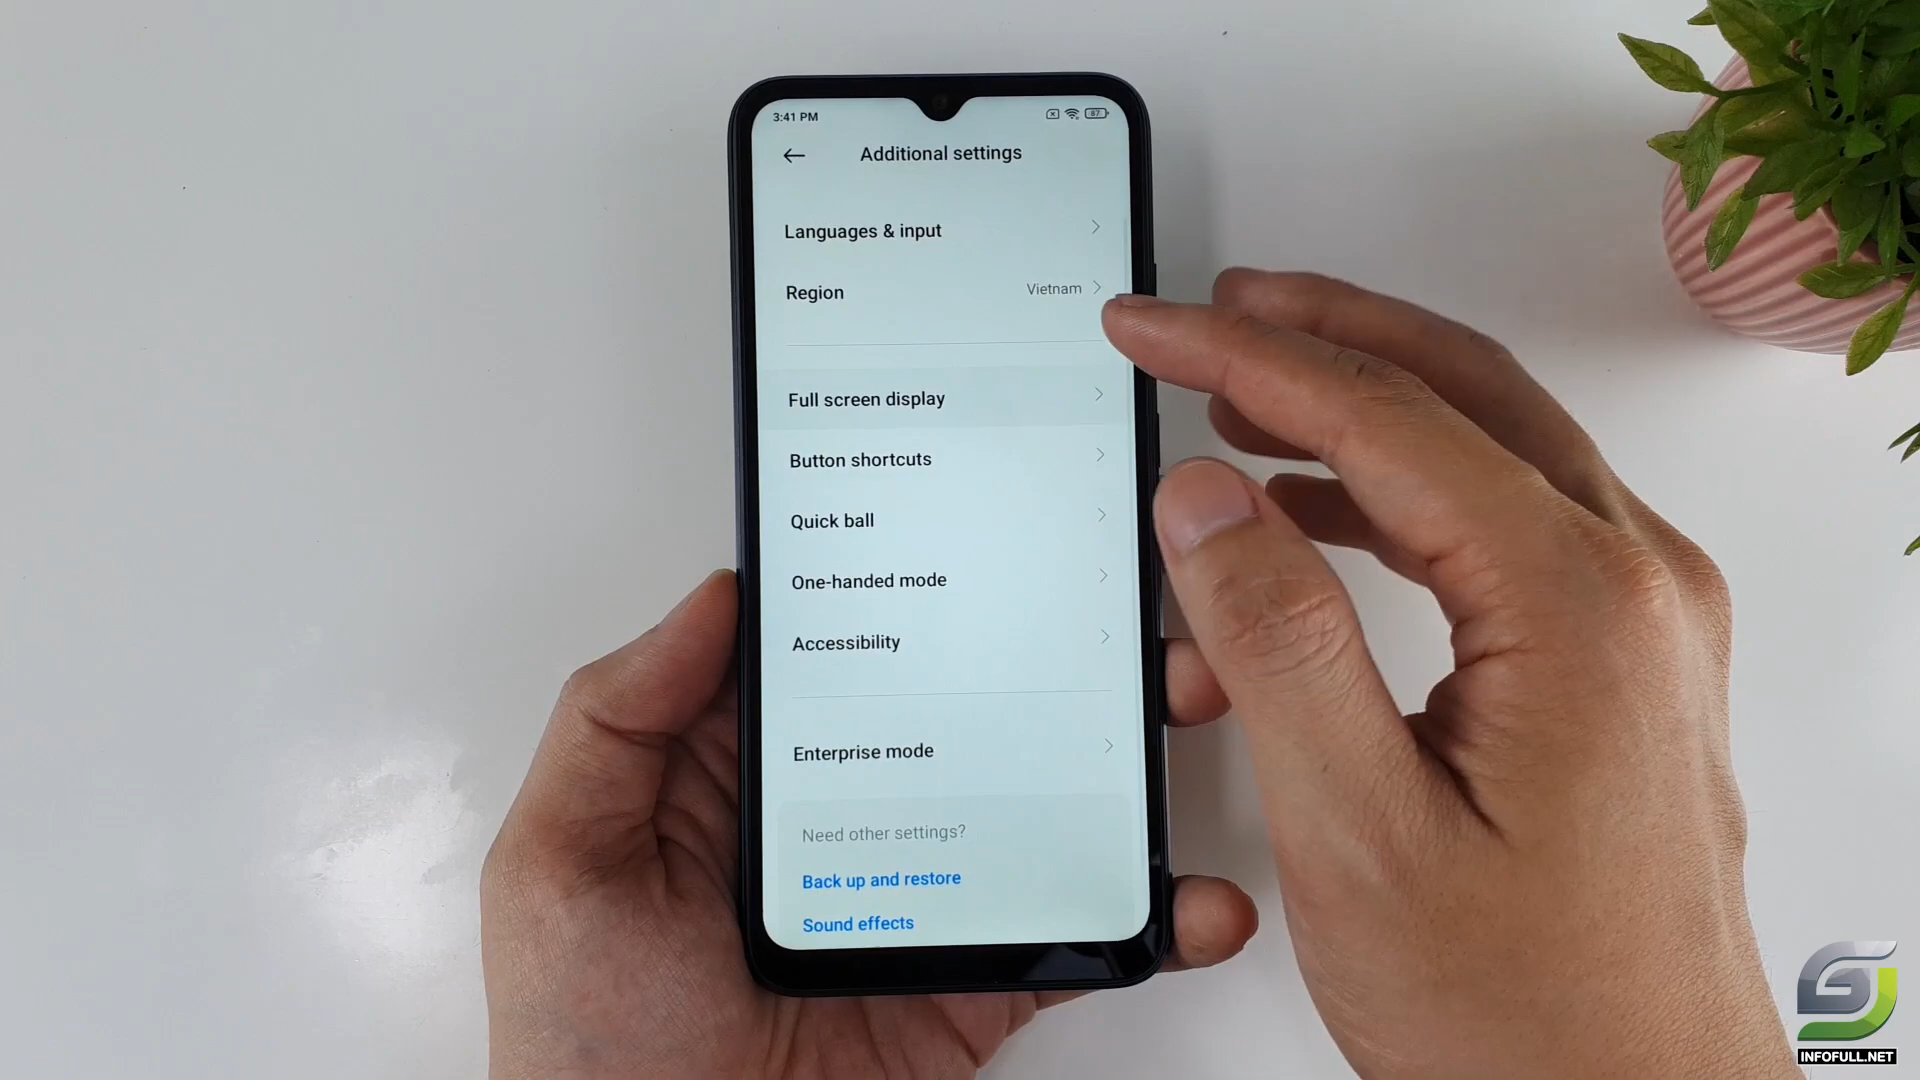 3:41 PM
87
Additional settings
Languages & input
Region
Vietnam
Full screen display
Button shortcuts
Quick ball
One-handed mode
Accessibility
Enterprise mode
Need other settings?
Back up and restore
Sound effects
INFOFULL.NET